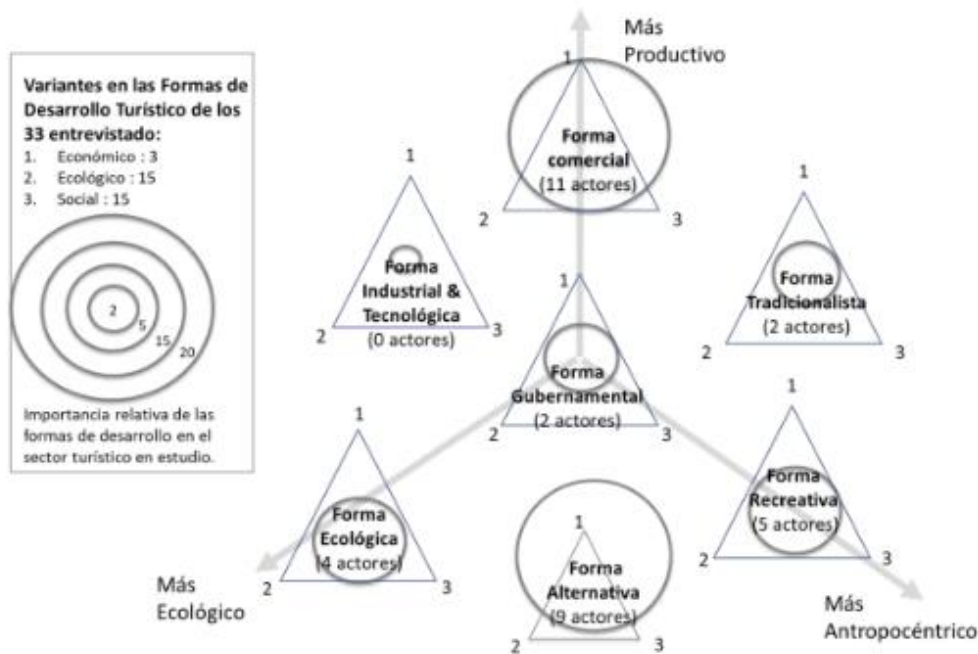 Variantes en las Formas de
Desarrollo Turístico de los
33 entrevistado:
1. Económico : 3
2. Ecológico : 15
3. Social : 15
2
5
15
20
Importancia relativa de las
formas de desarrollo en el
sector turístico en estudio.
Más
Productivo
1
Forma
comercial
(11 actores)
2
3
1
Forma
Industrial &
Tecnológica
(0 actores)
2
3
1
Forma
Tradicionalista
(2 actores)
2
3
1
Forma
Gubernamental
(2 actores)
2
3
1
Forma
Ecológica
(4 actores)
2
3
Más
Ecológico
1
Forma
Alternativa
(9 actores)
2
3
1
Forma
Recreativa
(5 actores)
2
3
Más
Antropocéntrico